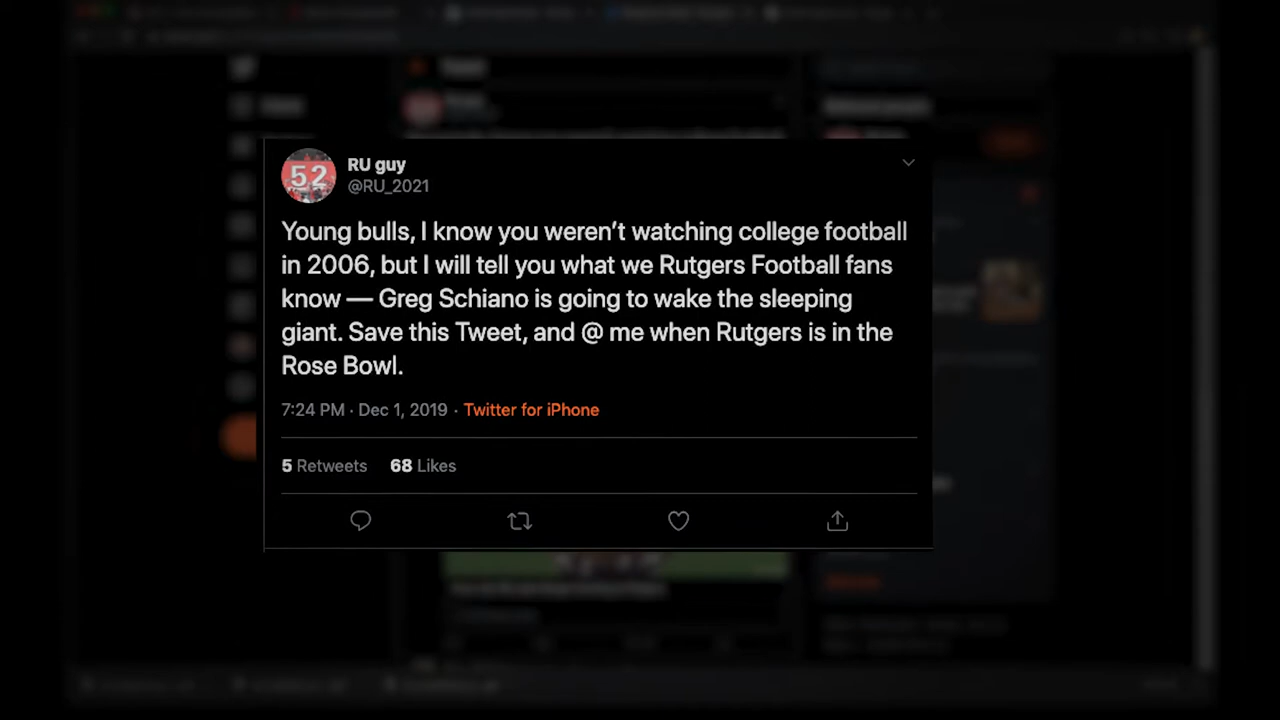 52
RU guy
@RU_2021
Young bulls, I know you weren’t watching college football
in 2006, but I will tell you what we Rutgers Football fans
know — Greg Schiano is going to wake the sleeping
giant. Save this Tweet, and @ me when Rutgers is in the
Rose Bowl.
7:24 PM · Dec 1, 2019 · Twitter for iPhone
5 Retweets 68 Likes